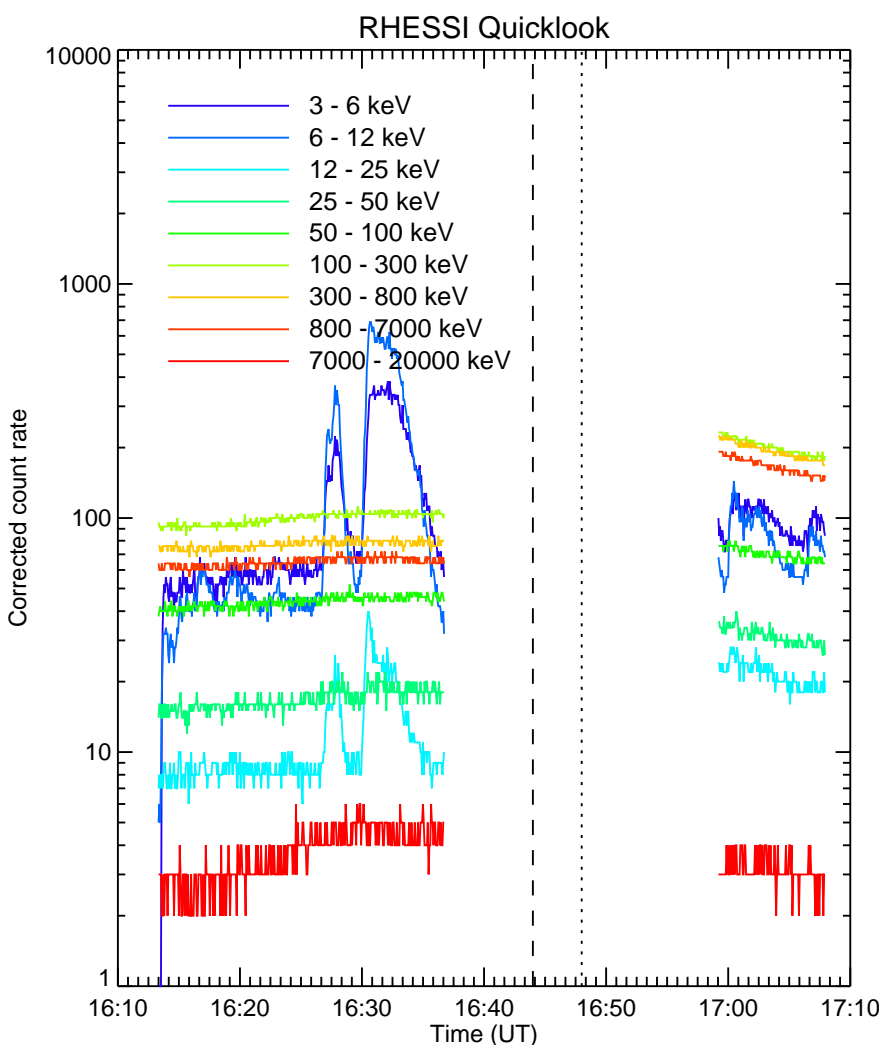 RHESSI Quicklook
10000
3 - 6 keV
6 - 12 keV
12 - 25 keV
25 - 50 keV
50 - 100 keV
100 - 300 keV
1000
300 - 800 keV
800 - 7000 keV
7000 - 20000 keV
Corrected count rate
100
10
1
16:10 16:20 16:30 16:40 16:50 17:00 17:10
Time (UT)